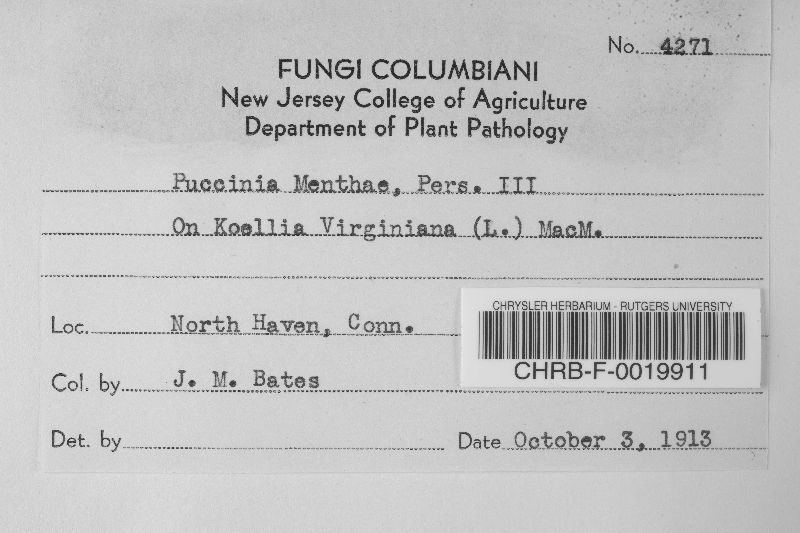 No. 4271
FUNGI COLUMBIANI
New Jersey College of Agriculture
Department of Plant Pathology
Puccinia Menthae, Pers. III
On Koellia Virginiana (L.) MacM.
Loc. North Haven, Conn.
CHRYSLER HERBARIUM - RUTGERS UNIVERSITY
CHRB-F-0019911
Col. by J. M. Bates
Det. by
Date October 3, 1913